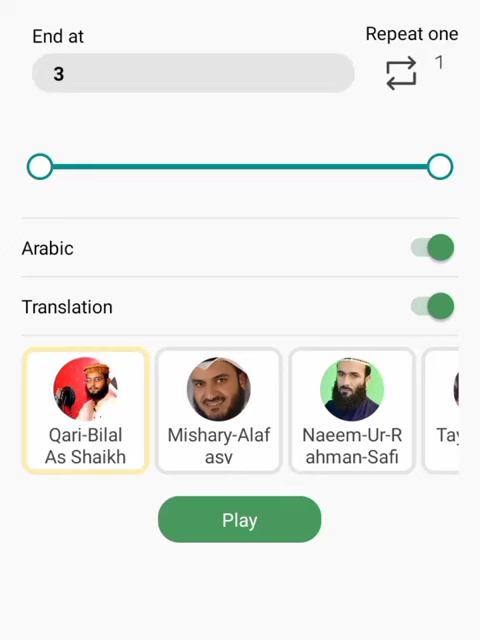 End at
Repeat one
3
1
Arabic
Translation
Qari-Bilal
As Shaikh
Mishary-Alaf
asv
Naeem-Ur-R
ahman-Safi
Play